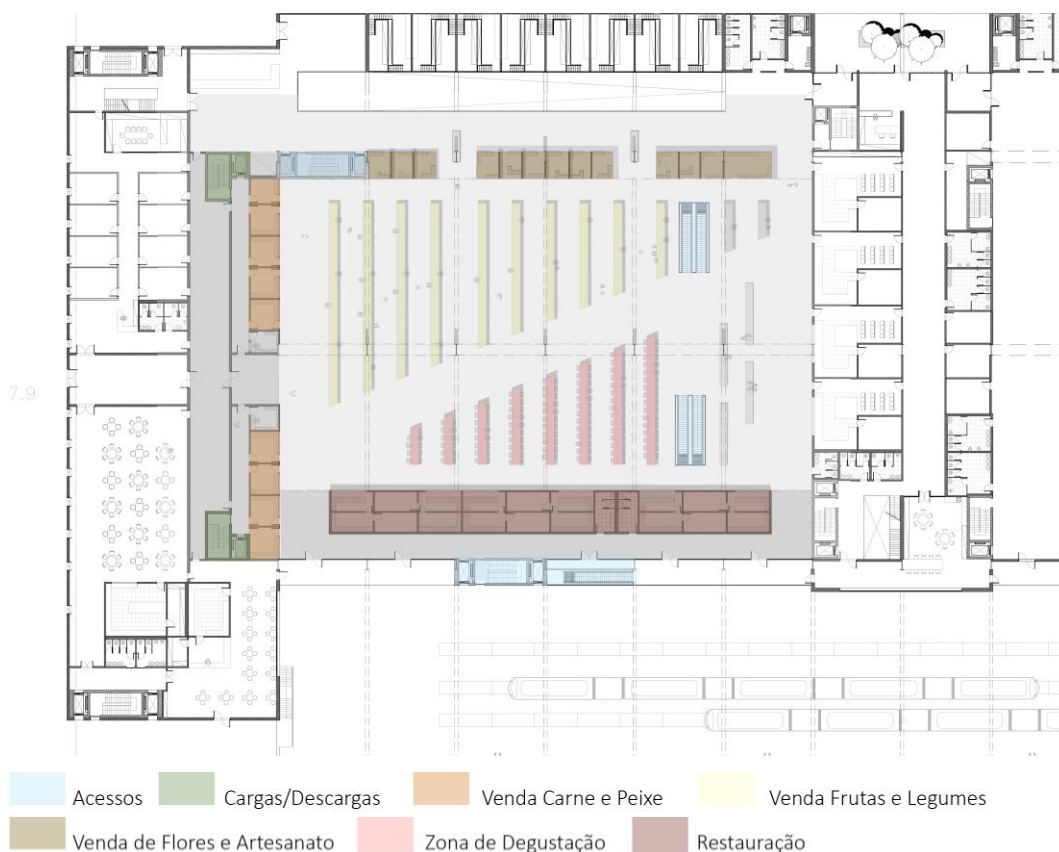 7.9
Acessos Cargas/Descargas Venda Carne e Peixe Venda Frutas e Legumes
Venda de Flores e Artesanato Zona de Degustação Restauração